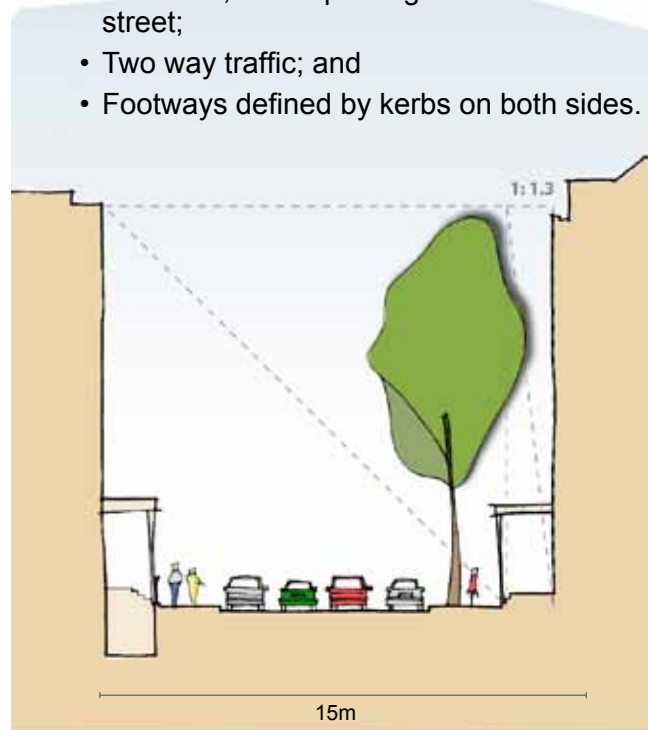 street;
• Two way traffic; and
• Footways defined by kerbs on both sides.
1: 1.3
15m